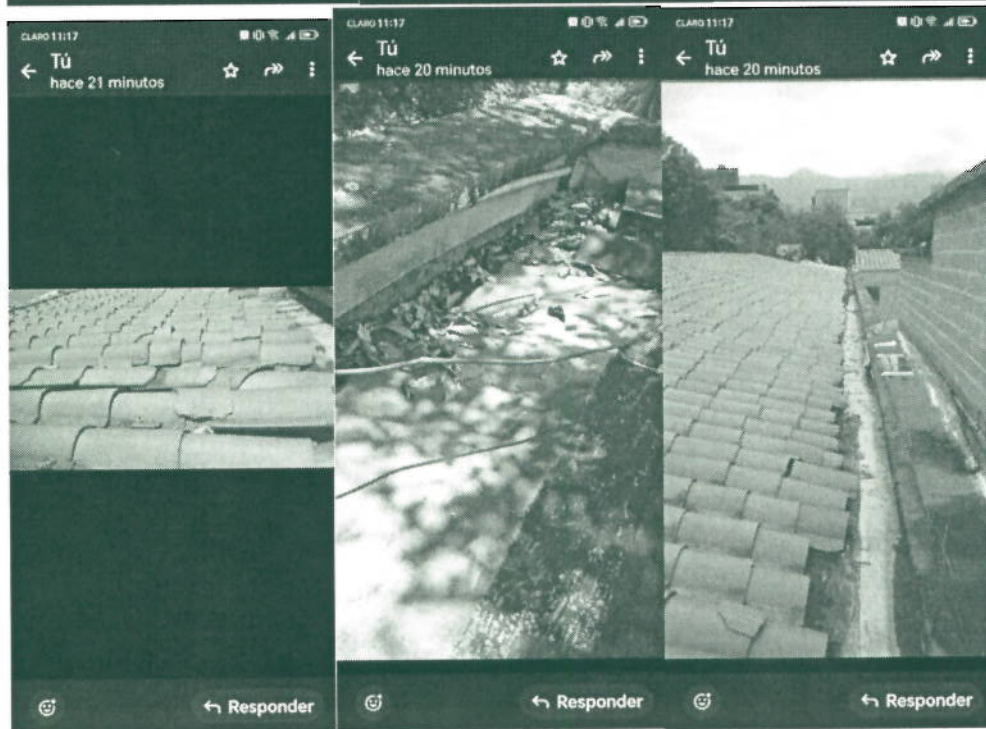 CLARO 11:17
Tú
hace 21 minutos
Responder
CLARO 11:17
Tú
hace 20 minutos
Responder
CLARO 11:17
Tú
hace 20 minutos
Responder